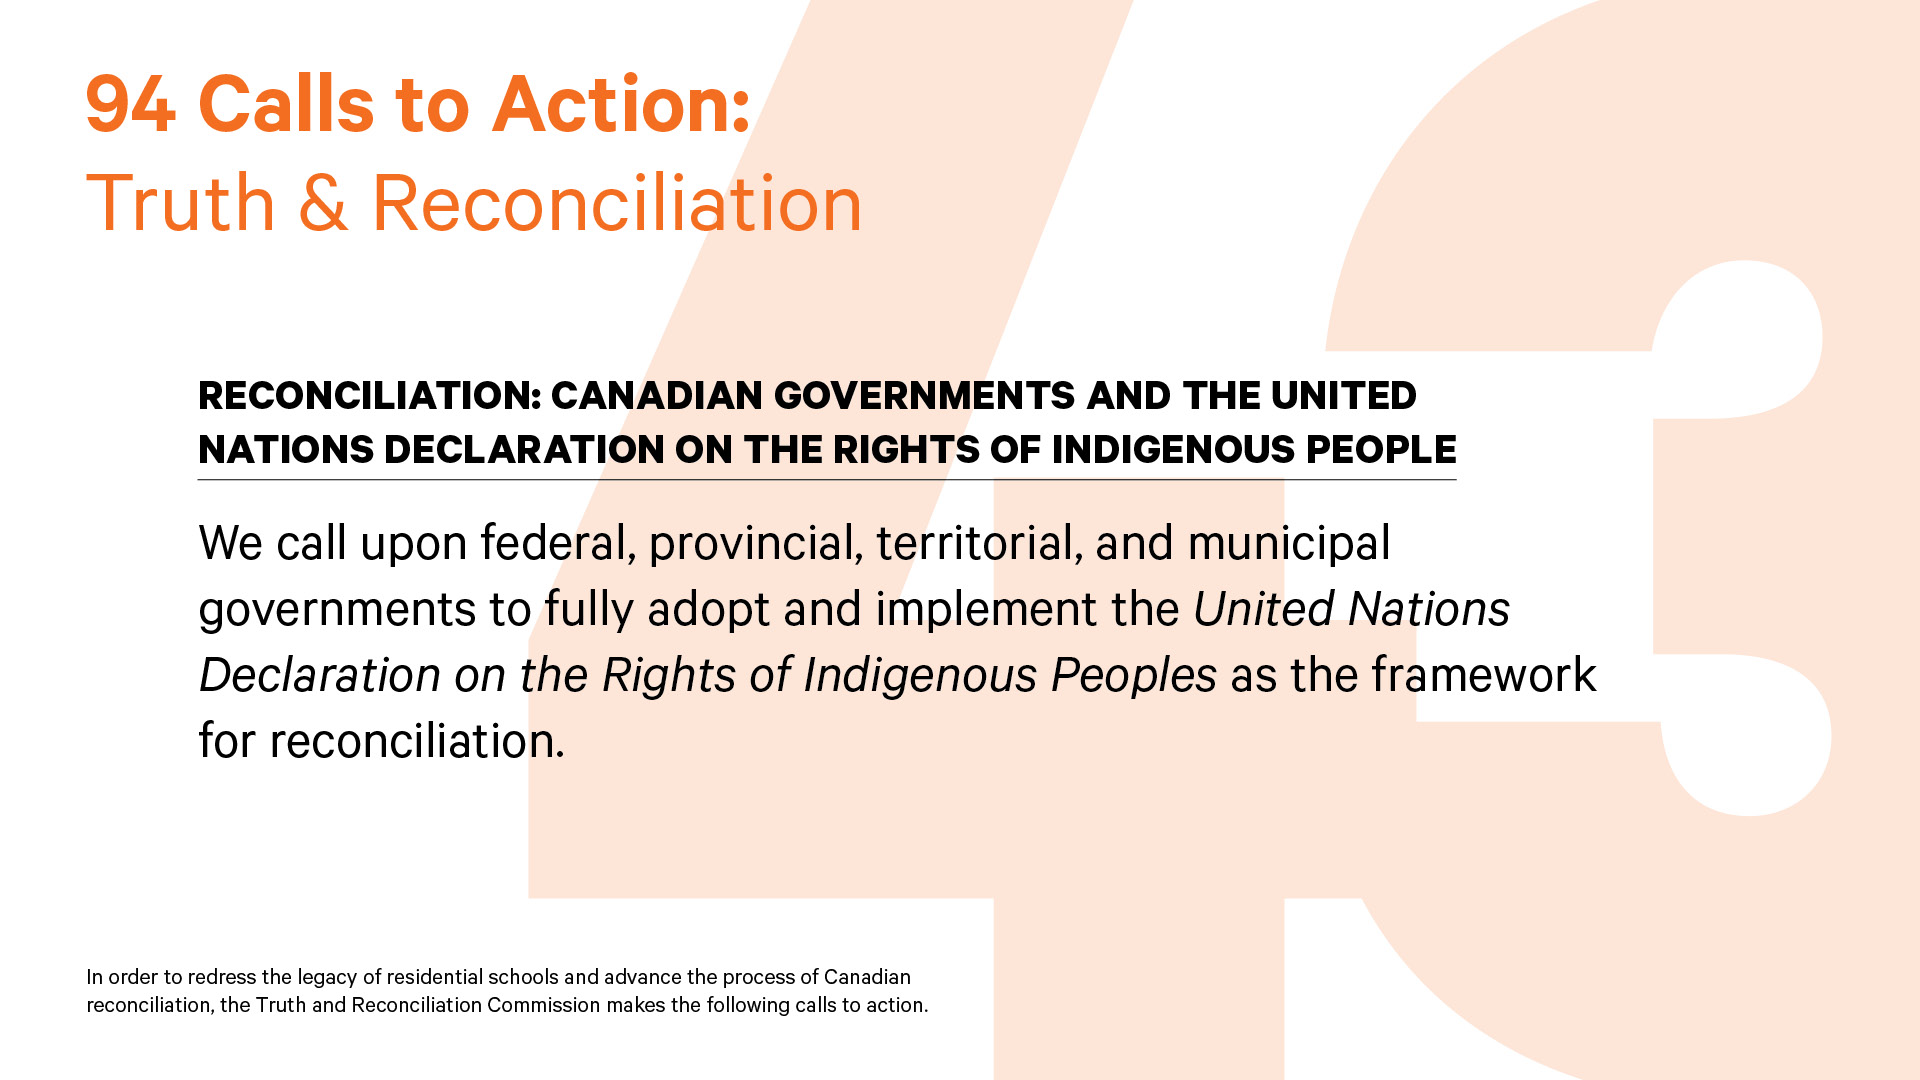 94 Calls to Action:
Truth & Reconciliation
43
RECONCILIATION: CANADIAN GOVERNMENTS AND THE UNITED
NATIONS DECLARATION ON THE RIGHTS OF INDIGENOUS PEOPLE
We call upon federal, provincial, territorial, and municipal
governments to fully adopt and implement the United Nations
Declaration on the Rights of Indigenous Peoples as the framework
for reconciliation.
In order to redress the legacy of residential schools and advance the process of Canadian
reconciliation, the Truth and Reconciliation Commission makes the following calls to action.